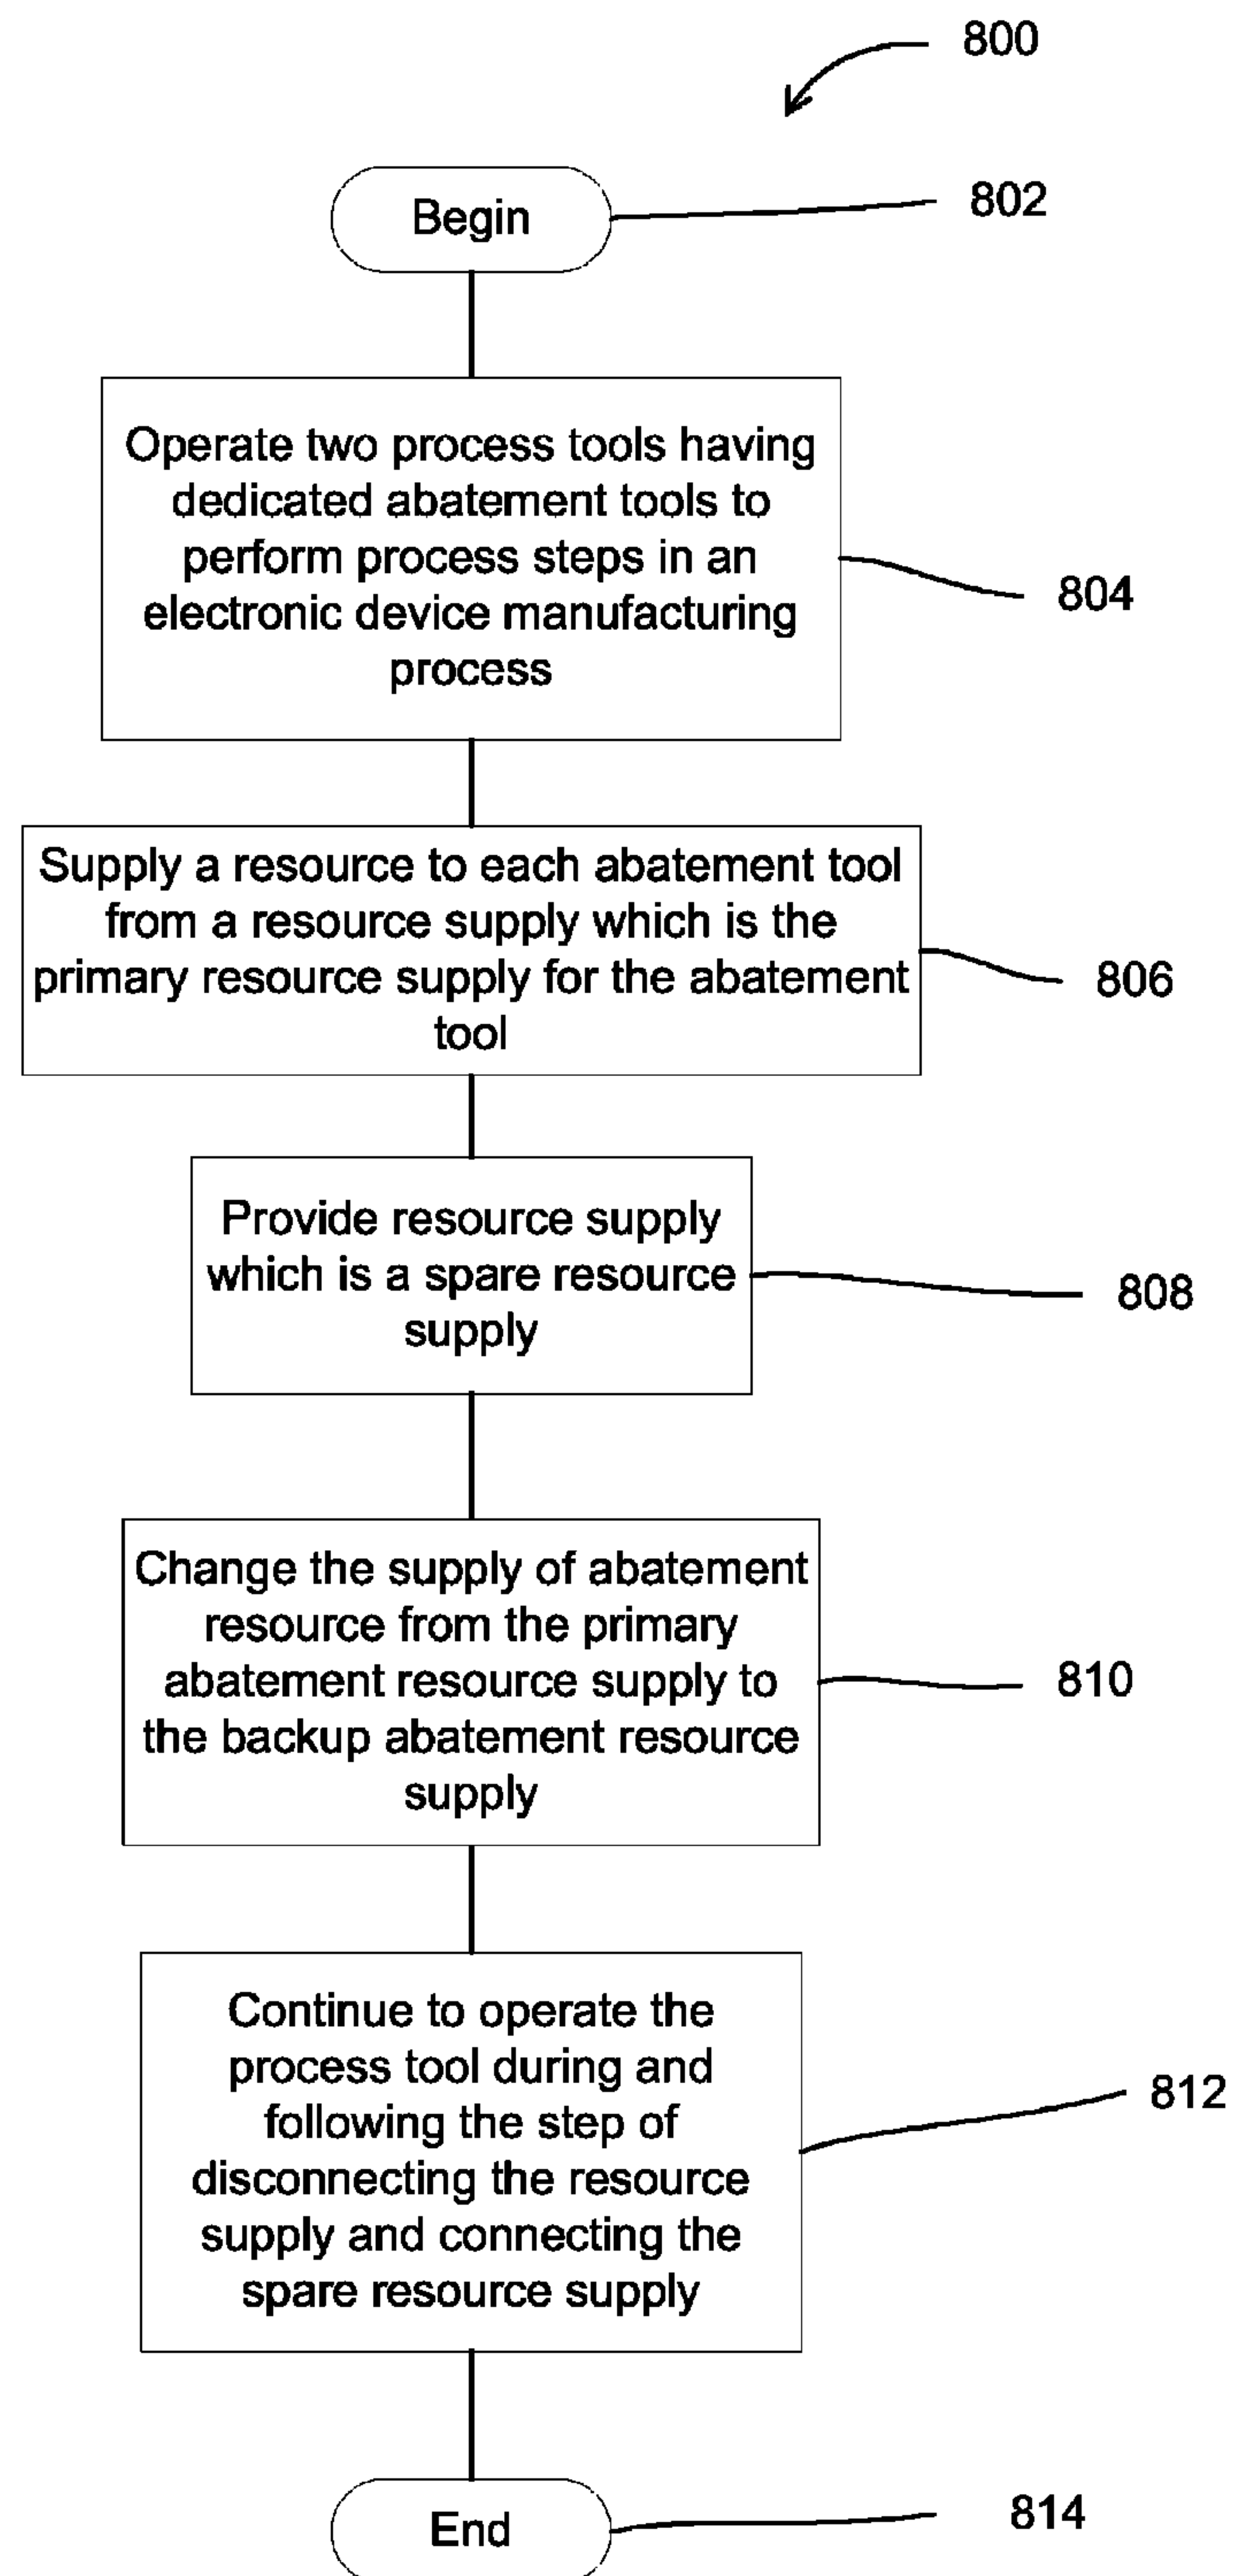 800
Begin
802
Operate two process tools having
dedicated abatement tools to
perform process steps in an
electronic device manufacturing
process
804
Supply a resource to each abatement tool
from a resource supply which is the
primary resource supply for the abatement
tool
806
Provide resource supply
which is a spare resource
supply
808
Change the supply of abatement
resource from the primary
abatement resource supply to
the backup abatement resource
supply
810
Continue to operate the
process tool during and
following the step of
disconnecting the resource
supply and connecting the
spare resource supply
812
End
814